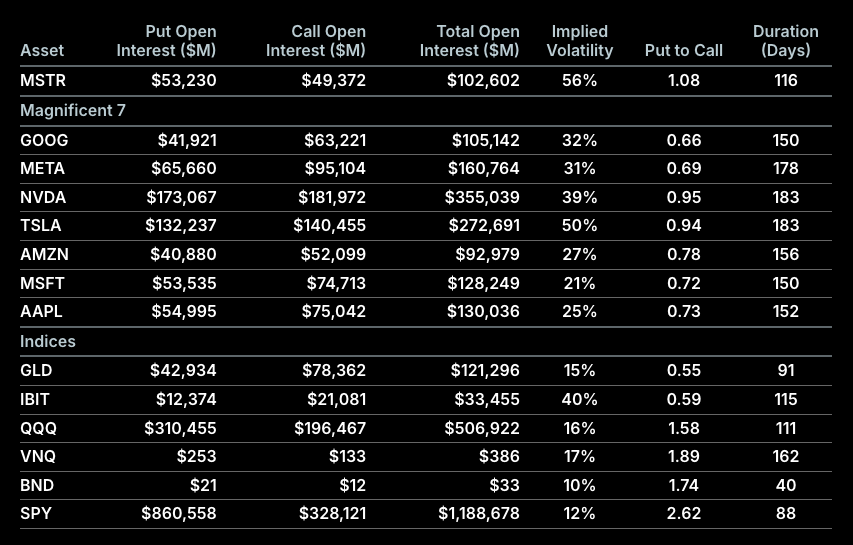 Asset Put Open Interest ($M) Call Open Interest ($M) Total Open Interest ($M) Implied Volatility Put to Call Duration (Days)
MSTR $53,230 $49,372 $102,602 56% 1.08 116
Magnificent 7
GOOG $41,921 $63,221 $105,142 32% 0.66 150
META $65,660 $95,104 $160,764 31% 0.69 178
NVDA $173,067 $181,972 $355,039 39% 0.95 183
TSLA $132,237 $140,455 $272,691 50% 0.94 183
AMZN $40,880 $52,099 $92,979 27% 0.78 156
MSFT $53,535 $74,713 $128,249 21% 0.72 150
AAPL $54,995 $75,042 $130,036 25% 0.73 152
Indices
GLD $42,934 $78,362 $121,296 15% 0.55 91
IBIT $12,374 $21,081 $33,455 40% 0.59 115
QQQ $310,455 $196,467 $506,922 16% 1.58 111
VNQ $253 $133 $386 17% 1.89 162
BND $21 $12 $33 10% 1.74 40
SPY $860,558 $328,121 $1,188,678 12% 2.62 88